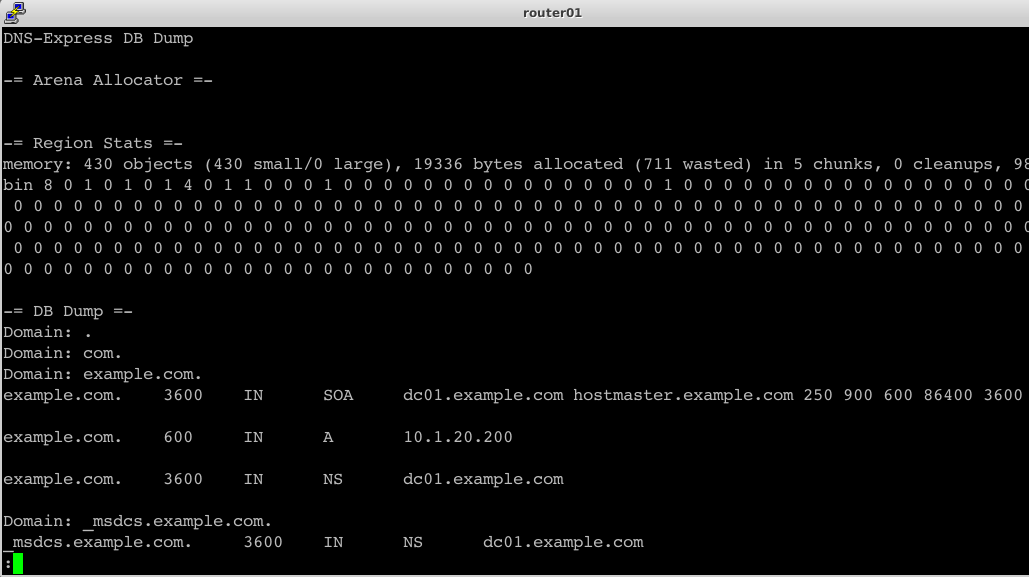 router01
DNS-Express DB Dump
-= Arena Allocator =-
-= Region Stats =-
memory: 430 objects (430 small/0 large), 19336 bytes allocated (711 wasted) in 5 chunks, 0 cleanups, 98
bin 8 0 1 0 1 0 1 4 0 1 1 0 0 0 1 0 0 0 0 0 0 0 0 0 0 0 0 0 0 0 0 1 0 0 0 0 0 0 0 0 0 0 0 0 0 0 0 0 0 0
0 0 0 0 0 0 0 0 0 0 0 0 0 0 0 0 0 0 0 0 0 0 0 0 0 0 0 0 0 0 0 0 0 0 0 0 0 0 0 0 0 0 0 0 0 0 0 0 0 0 0
0 0 0 0 0 0 0 0 0 0 0 0 0 0 0 0 0 0 0 0 0 0 0 0 0 0 0 0 0 0 0 0 0 0 0 0 0 0 0 0 0 0 0 0 0 0 0 0 0 0 0 0
0 0 0 0 0 0 0 0 0 0 0 0 0 0 0 0 0 0 0 0 0 0 0 0 0 0 0 0 0 0 0 0 0 0 0 0 0 0 0 0 0 0 0 0 0 0 0 0 0 0 0
0 0 0 0 0 0 0 0 0 0 0 0 0 0 0 0 0 0 0 0 0 0 0 0 0 0 0
-= DB Dump =-
Domain: .
Domain: com.
Domain: example.com.
example.com. 3600 IN SOA dc01.example.com hostmaster.example.com 250 900 600 86400 3600
example.com. 600 IN A 10.1.20.200
example.com. 3600 IN NS dc01.example.com
Domain: _msdcs.example.com.
_msdcs.example.com. 3600 IN NS dc01.example.com
: